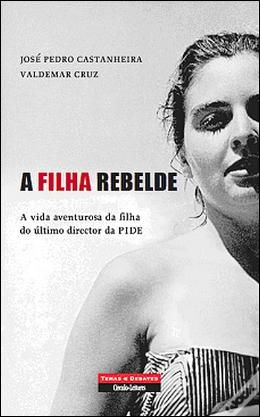 JOSÉ PEDRO CASTANHEIRA
VALDEMAR CRUZ
A FILHA REBELDE
A vida aventurosa da filha
do último director da PIDE
TEMAS E DEBATES
Círculo-Leitores